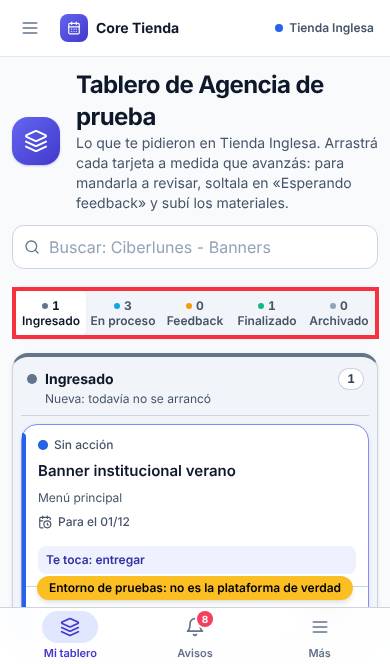 Core Tienda
Tienda Inglesa
Tablero de Agencia de
prueba
Lo que te pidieron en Tienda Inglesa. Arrastrá
cada tarjeta a medida que avanzás: para
mandarla a revisar, soltala en «Esperando
feedback» y subí los materiales.
Buscar: Ciberlunes - Banners
1 3 0 1 0
Ingresado En proceso Feedback Finalizado Archivado
Ingresado 1
Nueva: todavía no se arrancó
Sin acción
Banner institucional verano
Menú principal
Para el 01/12
Te toca: entregar
Entorno de pruebas: no es la plataforma de verdad
8
Mi tablero Avisos Más